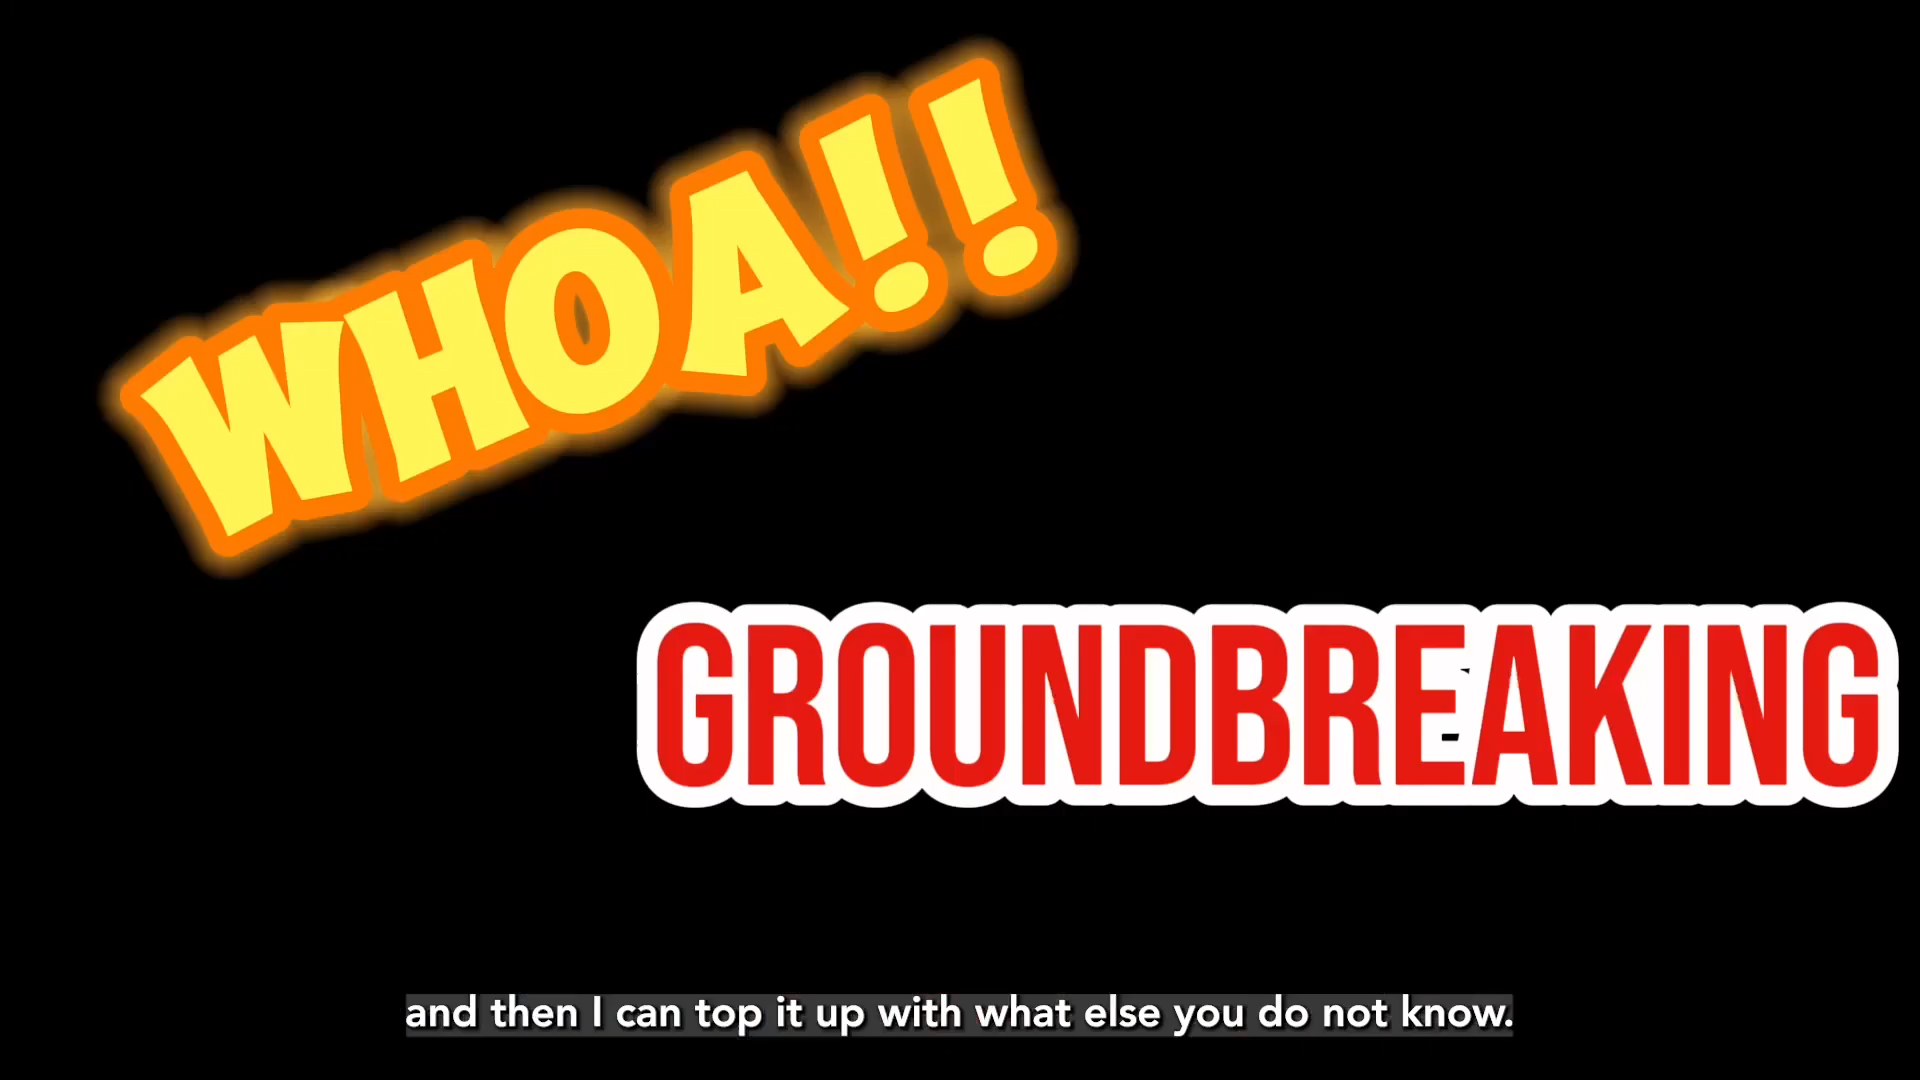 WHOA!!
GROUNDBREAKING
and then I can top it up with what else you do not know.